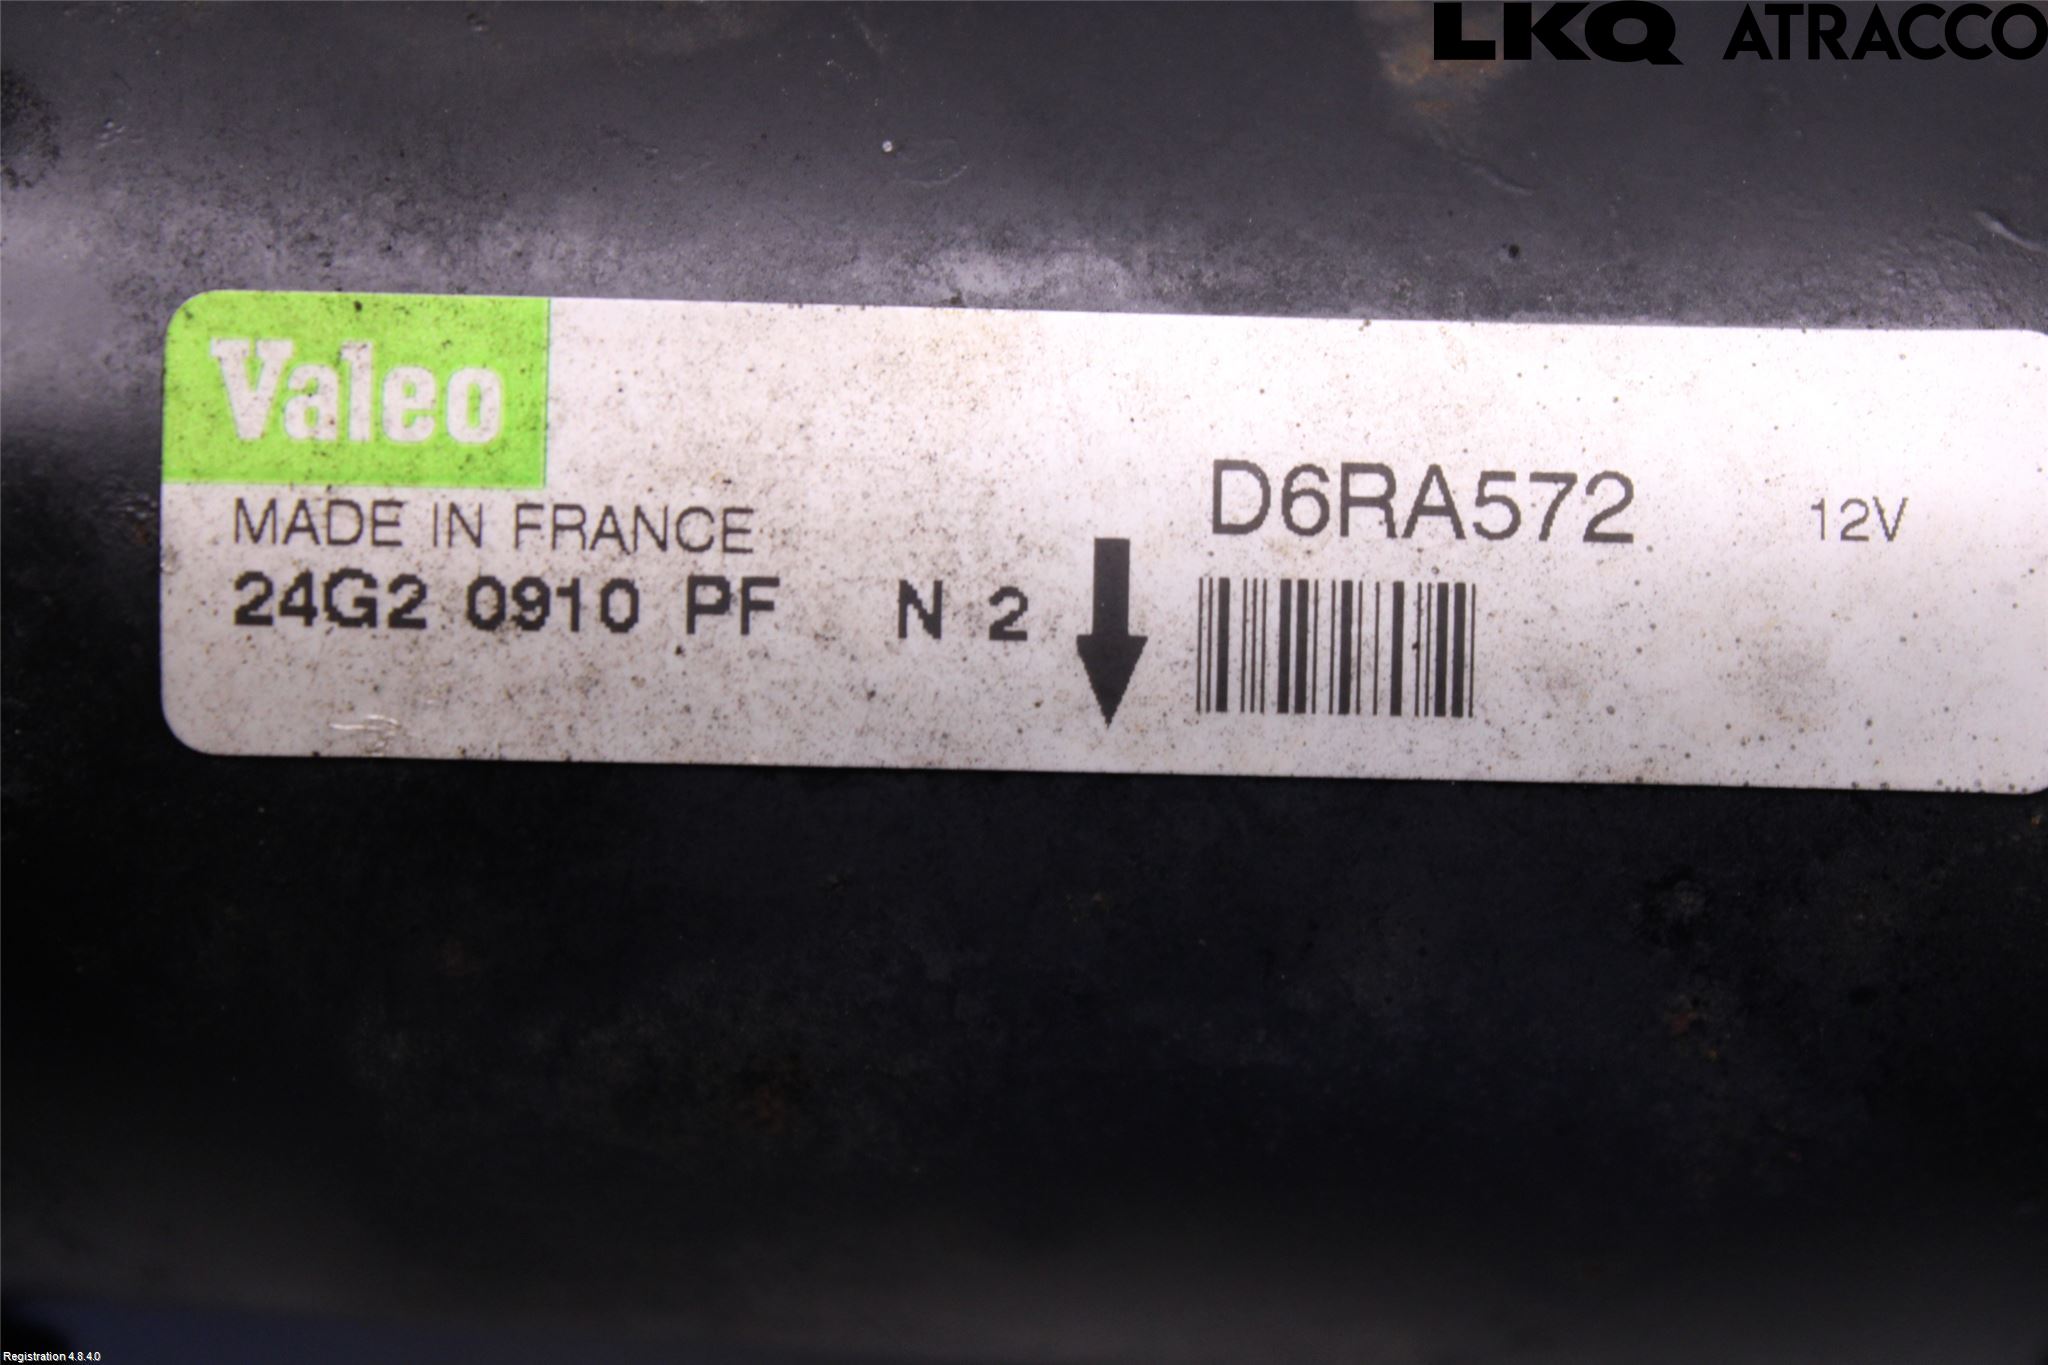 LKQ ATRACCO
Valeo
MADE IN FRANCE
D6RA572 12V
24G2 0910 PF N 2
Registration 4.8.4.0